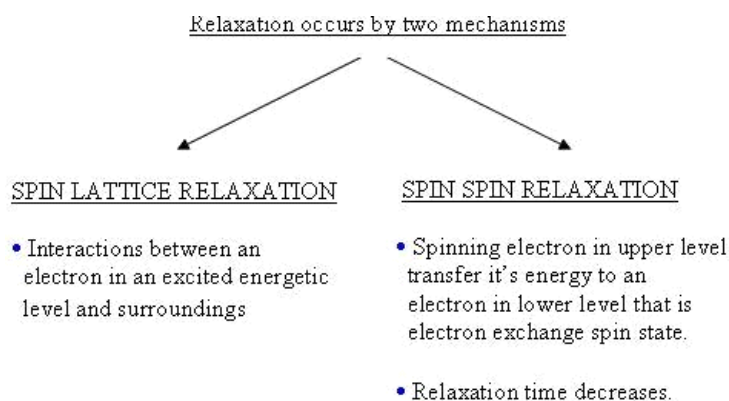 Relaxation occurs by two mechanisms
SPIN LATTICE RELAXATION
• Interactions between an
electron in an excited energetic
level and surroundings
SPIN SPIN RELAXATION
• Spinning electron in upper level
transfer it's energy to an
electron in lower level that is
electron exchange spin state.
• Relaxation time decreases.